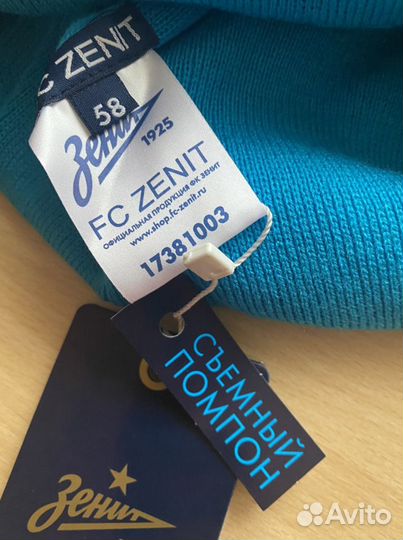 FC ZENIT
58
Зенит
1925
FC ZENIT
ОФИЦИАЛЬНАЯ ПРОДУКЦИЯ ФК ЗЕНИТ
www.shop.fc-zenit.ru
17381003
СЪЕМНЫЙ
ПОМПОН
Зенит
Avito